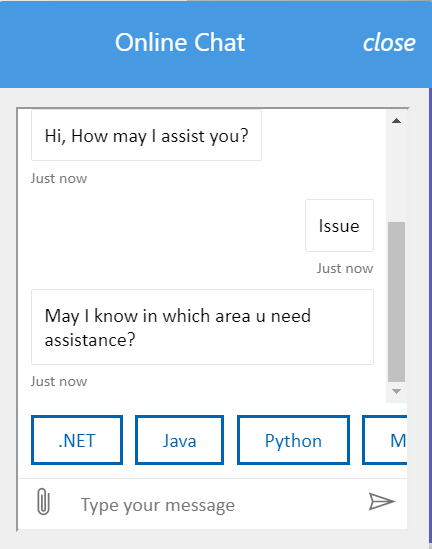 Online Chat close
Hi, How may I assist you?
Just now
Issue
Just now
May I know in which area u need
assistance?
Just now
.NET Java Python M
Type your message